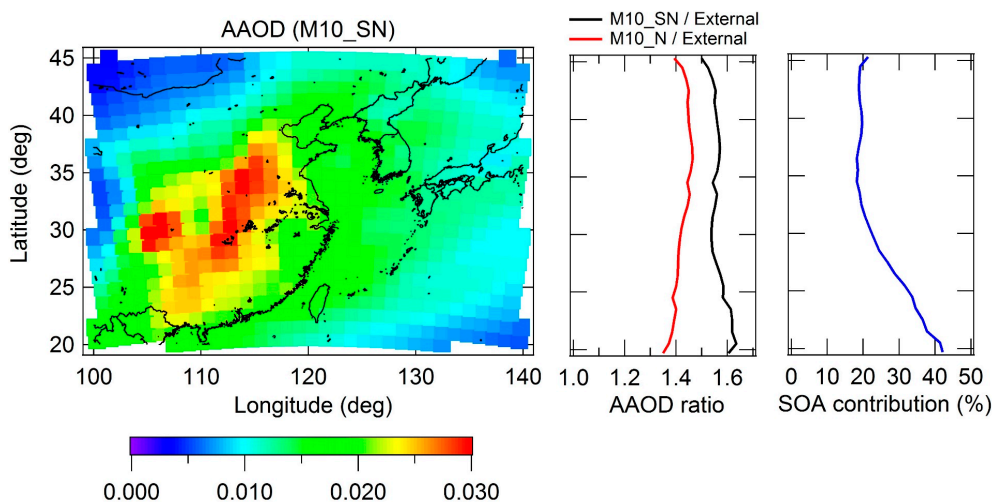 AAOD (M10_SN)
45
40
35
30
25
20
Latitude (deg)
100 110 120 130 140
Longitude (deg)
0.000 0.010 0.020 0.030
M10_SN / External
M10_N / External
1.0 1.2 1.4 1.6
AAOD ratio
0 10 20 30 40 50
SOA contribution (%)